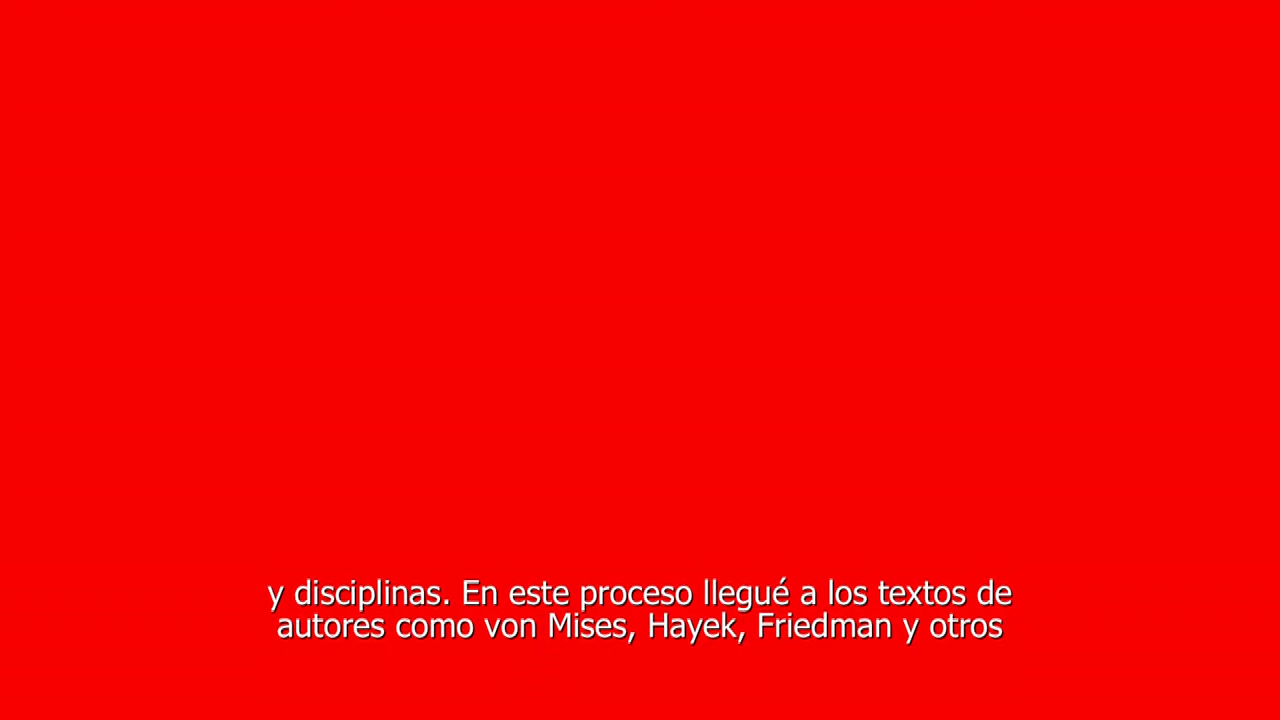 y disciplinas. En este proceso llegué a los textos de
autores como von Mises, Hayek, Friedman y otros